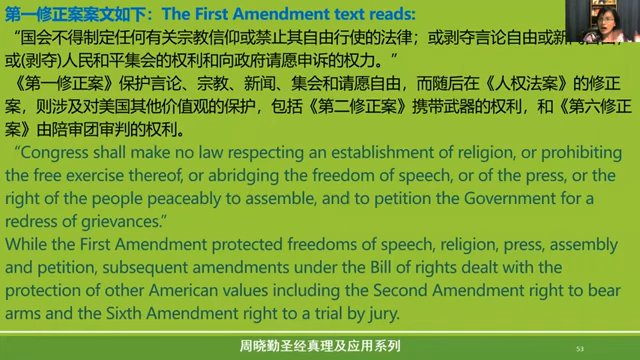 第一修正案案文如下：The First Amendment text reads:
“国会不得制定任何有关宗教信仰或禁止其自由行使的法律；或剥夺言论自由或新
或(剥夺)人民和平集会的权利和向政府请愿申诉的权力。”
《第一修正案》保护言论、宗教、新闻、集会和请愿自由，而随后在《人权法案》的修正
案，则涉及对美国其他价值观的保护，包括《第二修正案》携带武器的权利，和《第六修正
案》由陪审团审判的权利。
“Congress shall make no law respecting an establishment of religion, or prohibiting
the free exercise thereof, or abridging the freedom of speech, or of the press, or the
right of the people peaceably to assemble, and to petition the Government for a
redress of grievances.”
While the First Amendment protected freedoms of speech, religion, press, assembly
and petition, subsequent amendments under the Bill of rights dealt with the
protection of other American values including the Second Amendment right to bear
arms and the Sixth Amendment right to a trial by jury.
周晓勤圣经真理及应用系列
53